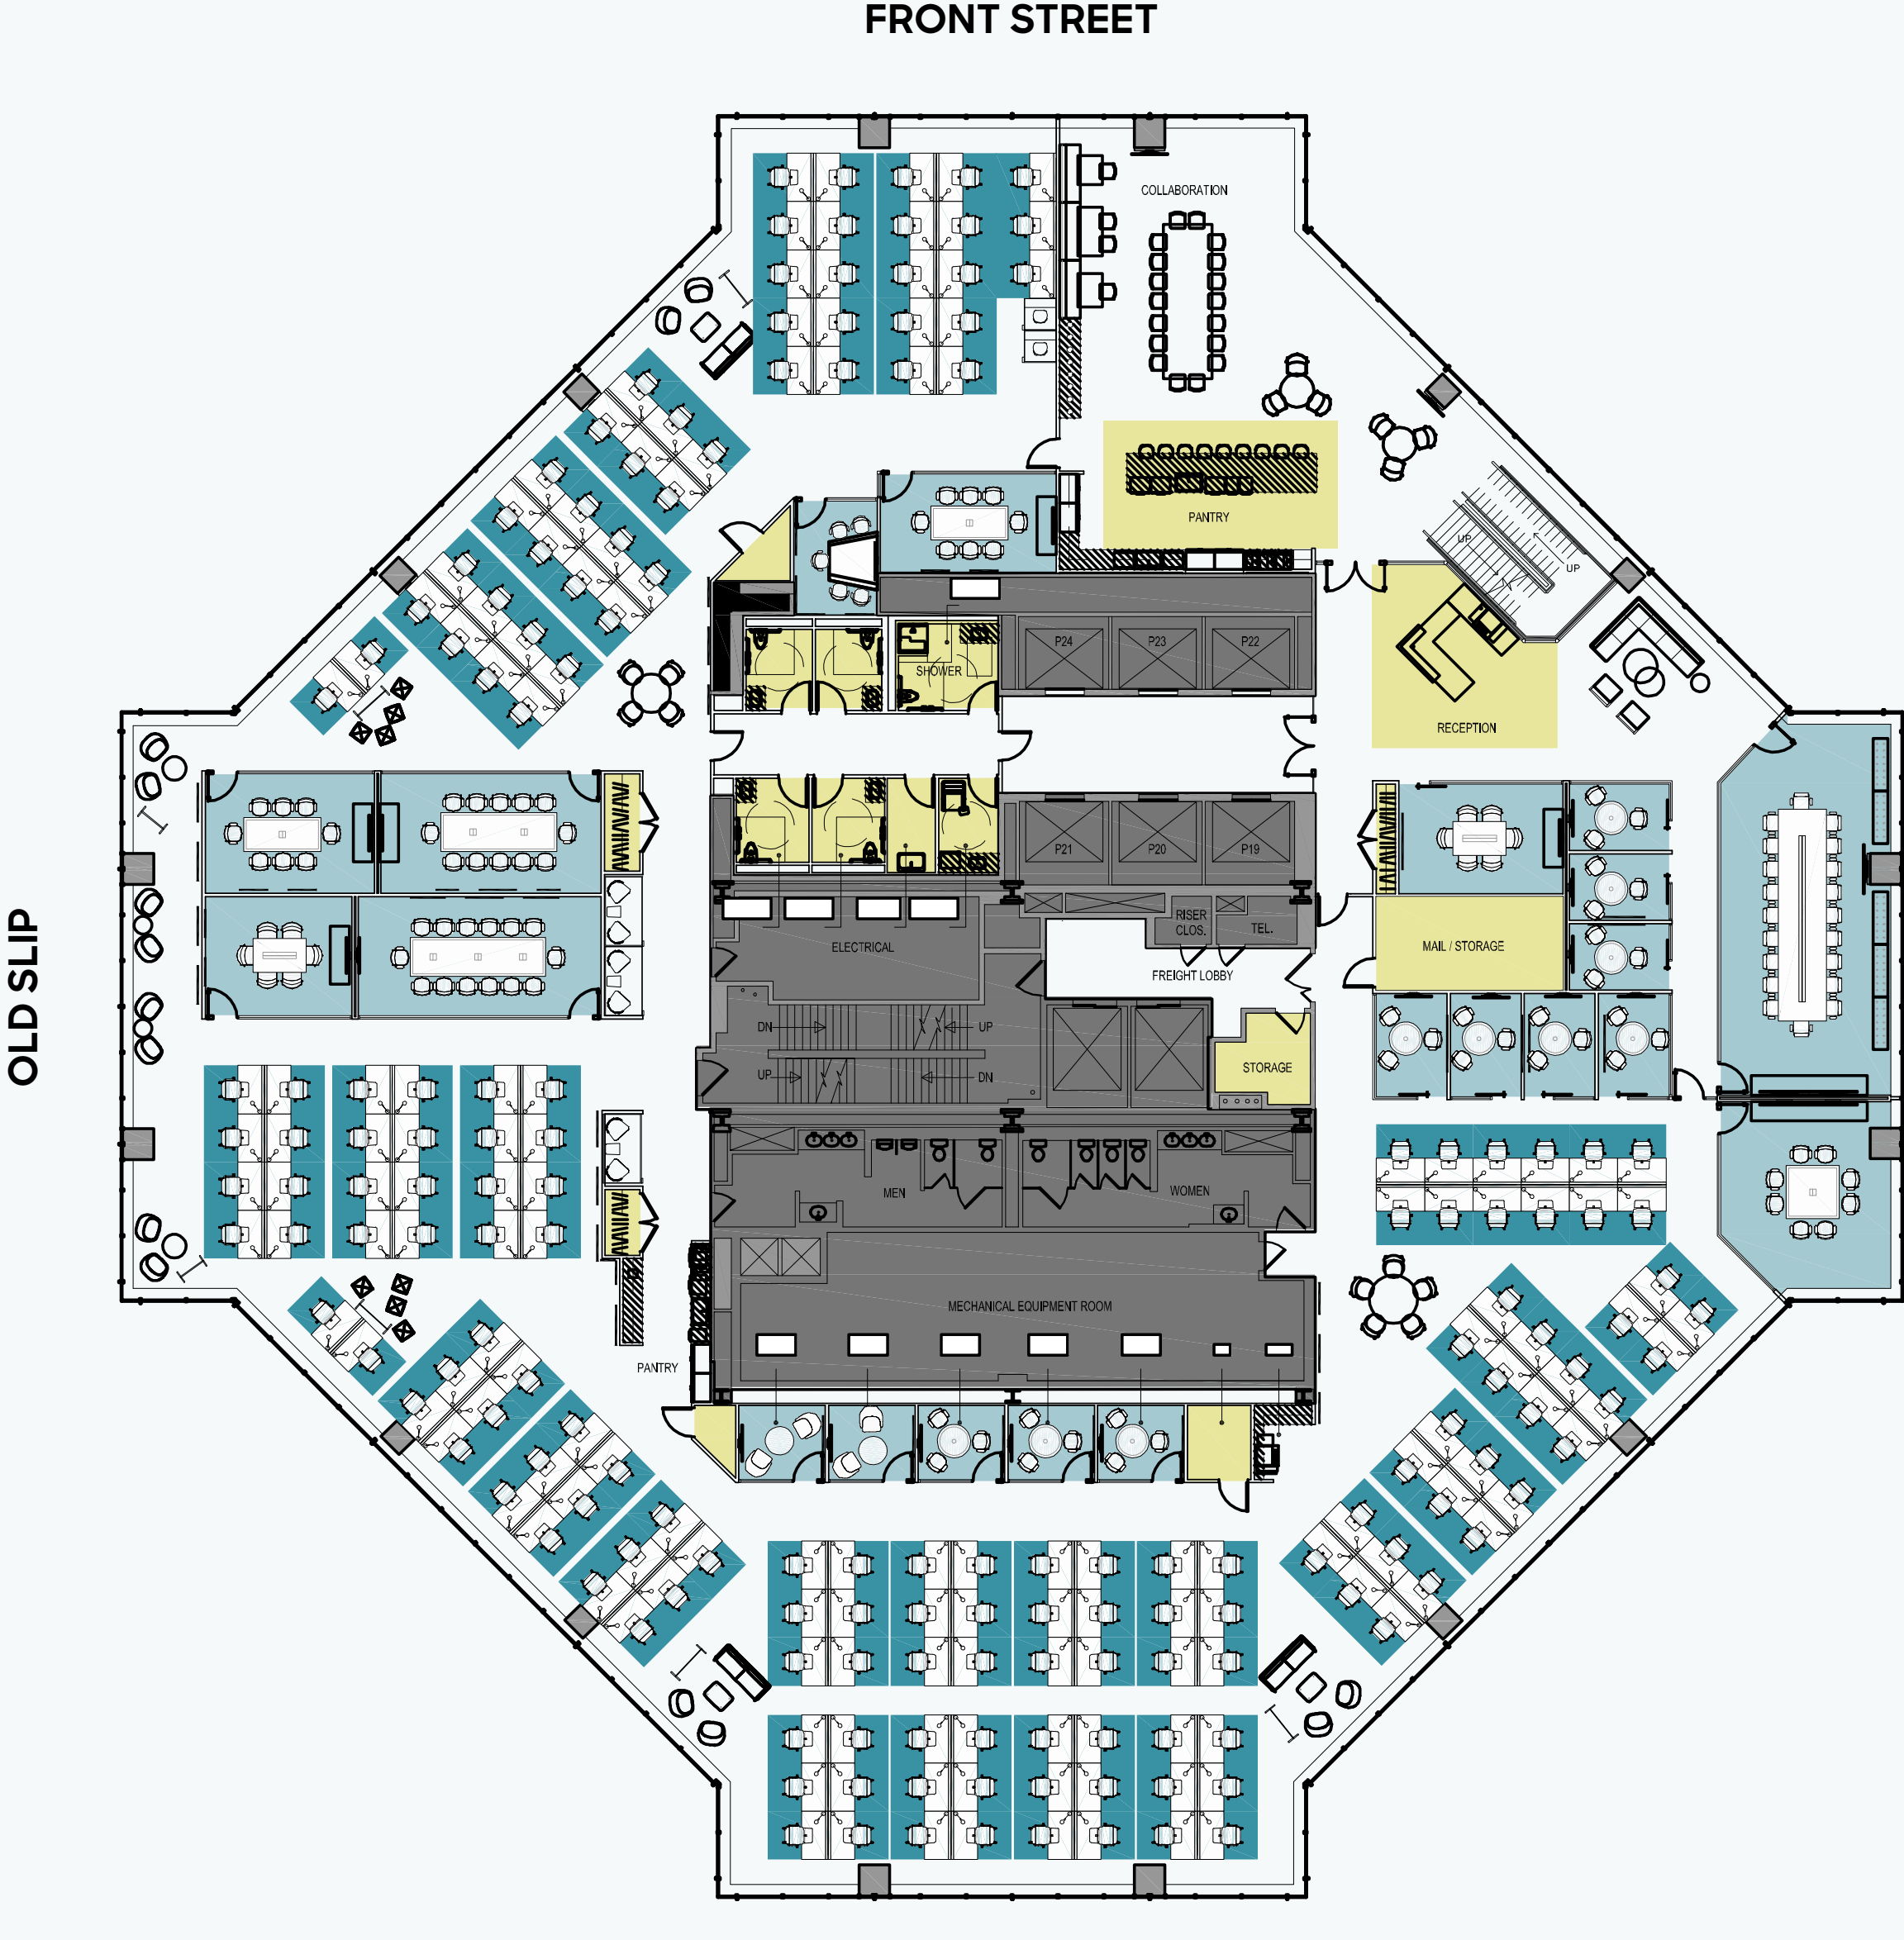 FRONT STREET
COLLABORATION
PANTRY
UP
UP
P24
P23
P22
SHOWER
RECEPTION
P21
P20
P19
OLD SLIP
ELECTRICAL
RISER
CLOS.
TEL.
MAIL / STORAGE
FREIGHT LOBBY
DN
UP
UP
DN
STORAGE
MEN
WOMEN
MECHANICAL EQUIPMENT ROOM
PANTRY